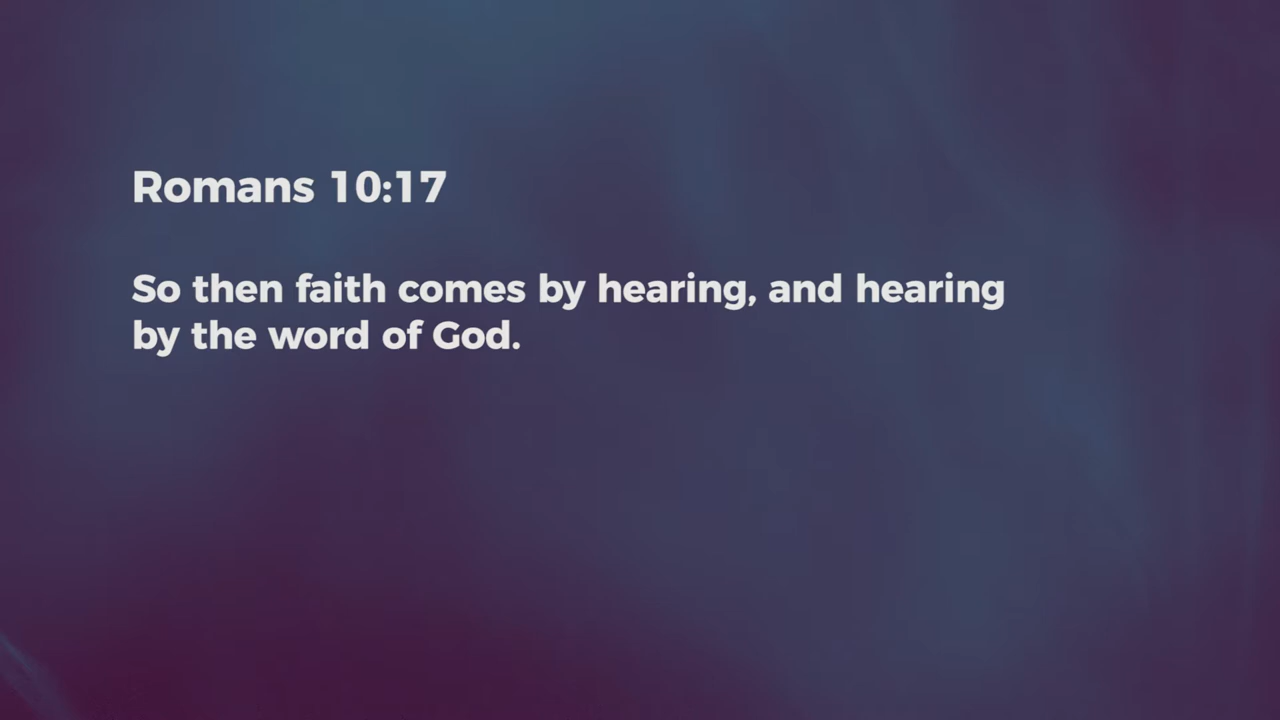 Romans 10:17
So then faith comes by hearing, and hearing
by the word of God.